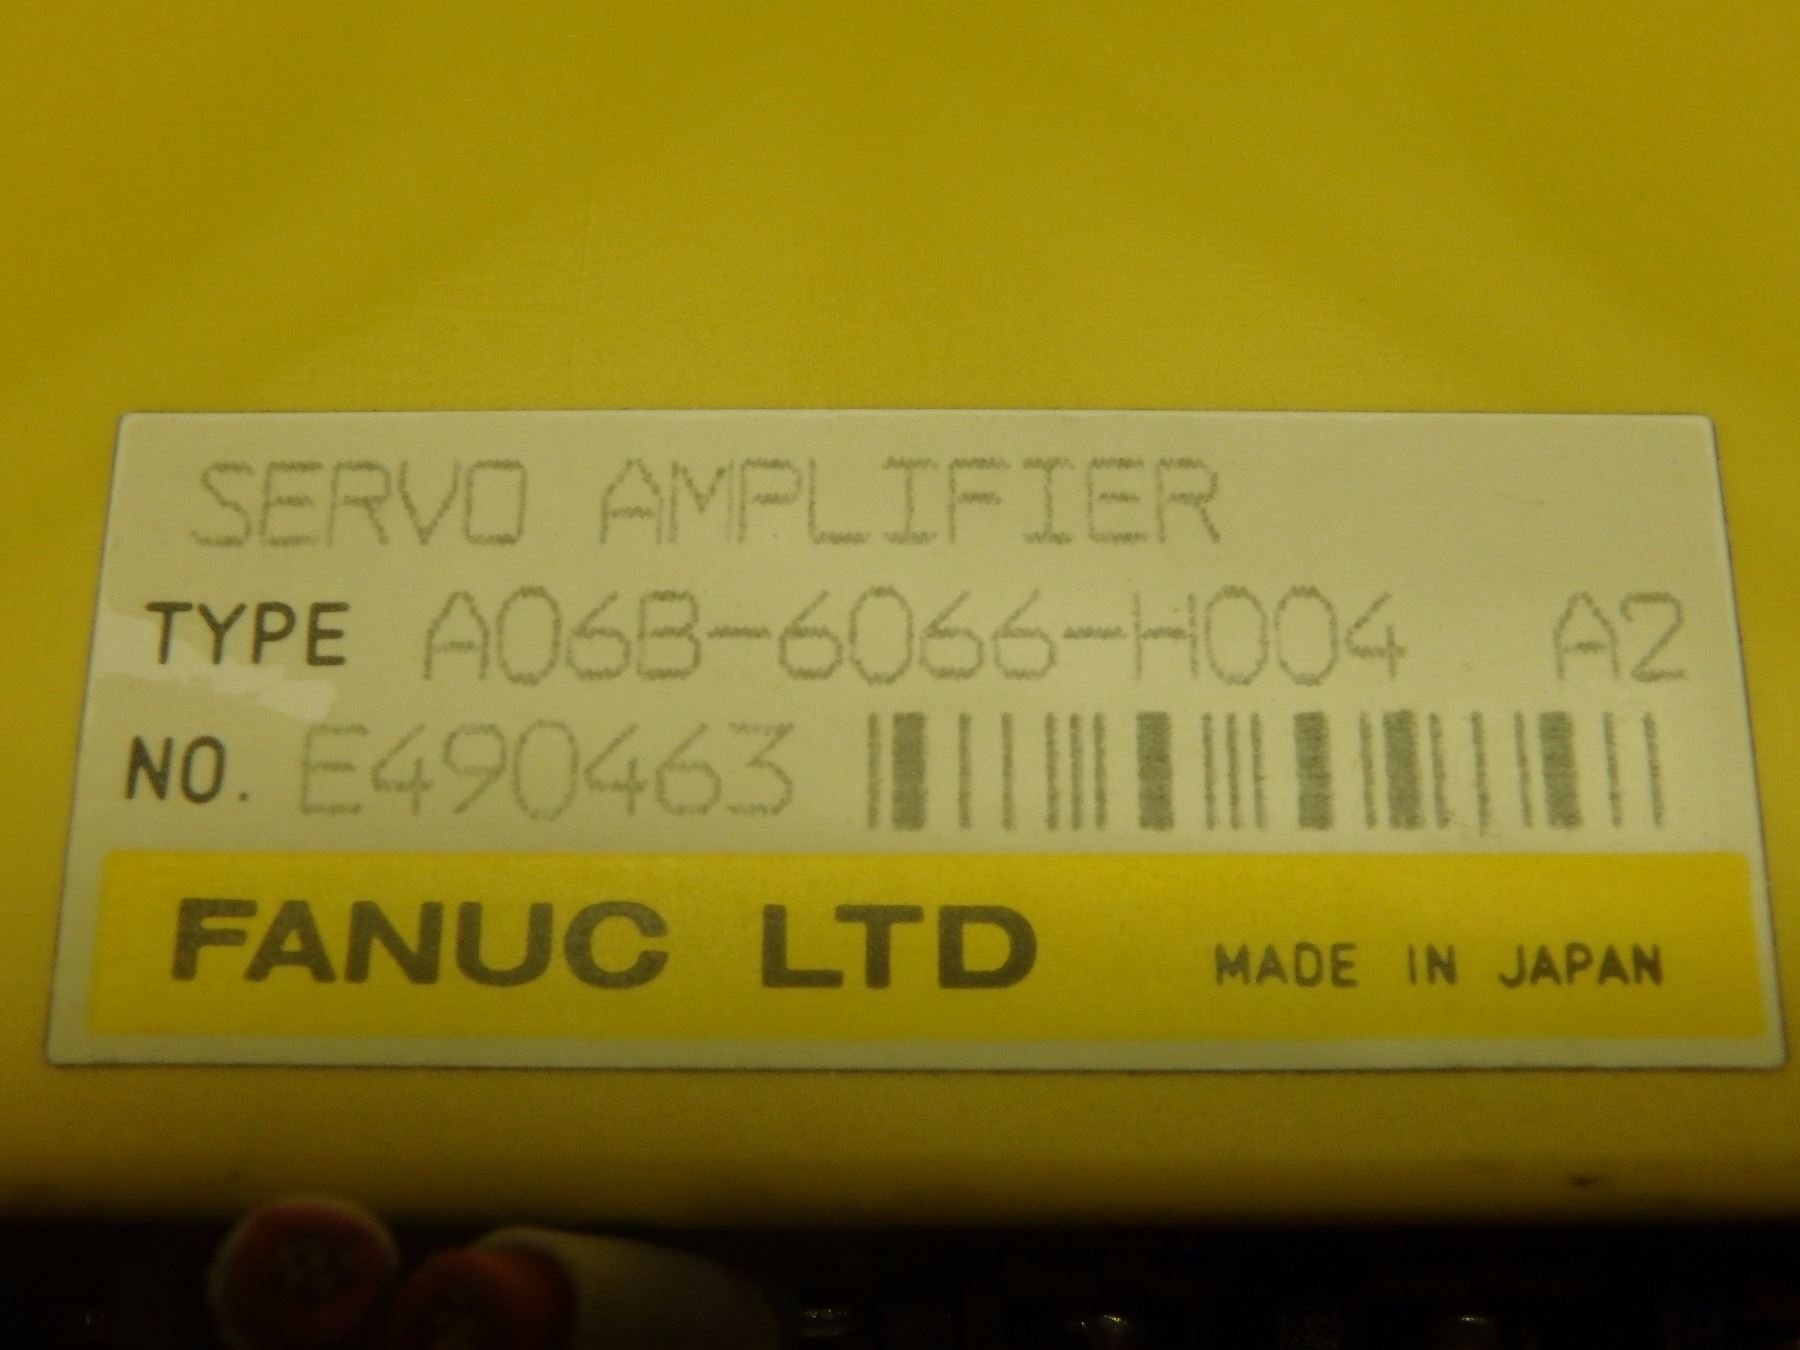 SERVO AMPLIFIER
TYPE A06B-6066-H004 A2
NO. E490463
FANUC LTD MADE IN JAPAN